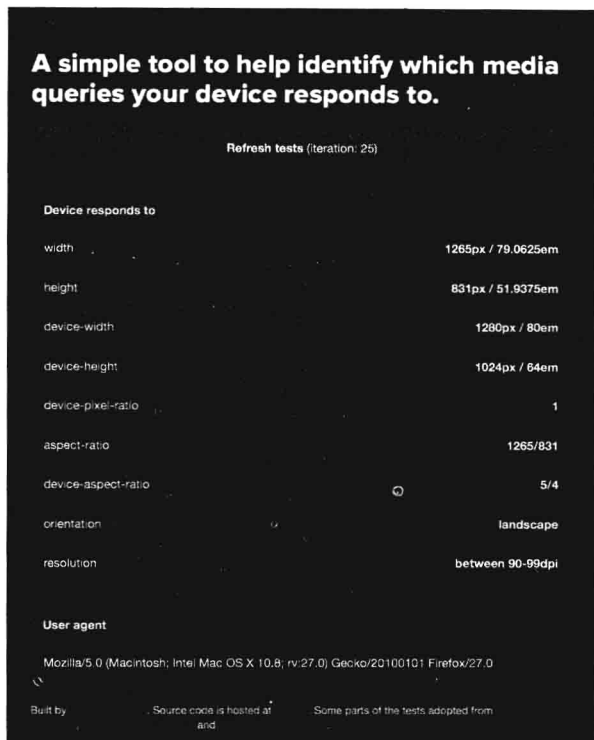 A simple tool to help identify which media
queries your device responds to.
Refresh tests (iteration: 25)
Device responds to
width 1265px / 79.0625em
height 831px / 51.9375em
device-width 1280px / 80em
device-height 1024px / 64em
device-pixel-ratio 1
aspect-ratio 1265/831
device-aspect-ratio 5/4
orientation landscape
resolution between 90-99dpi
User agent
Mozilla/5.0 (Macintosh; Intel Mac OS X 10.8; rv:27.0) Gecko/20100101 Firefox/27.0
Built by . Source code is hosted at Some parts of the tests adopted from
and